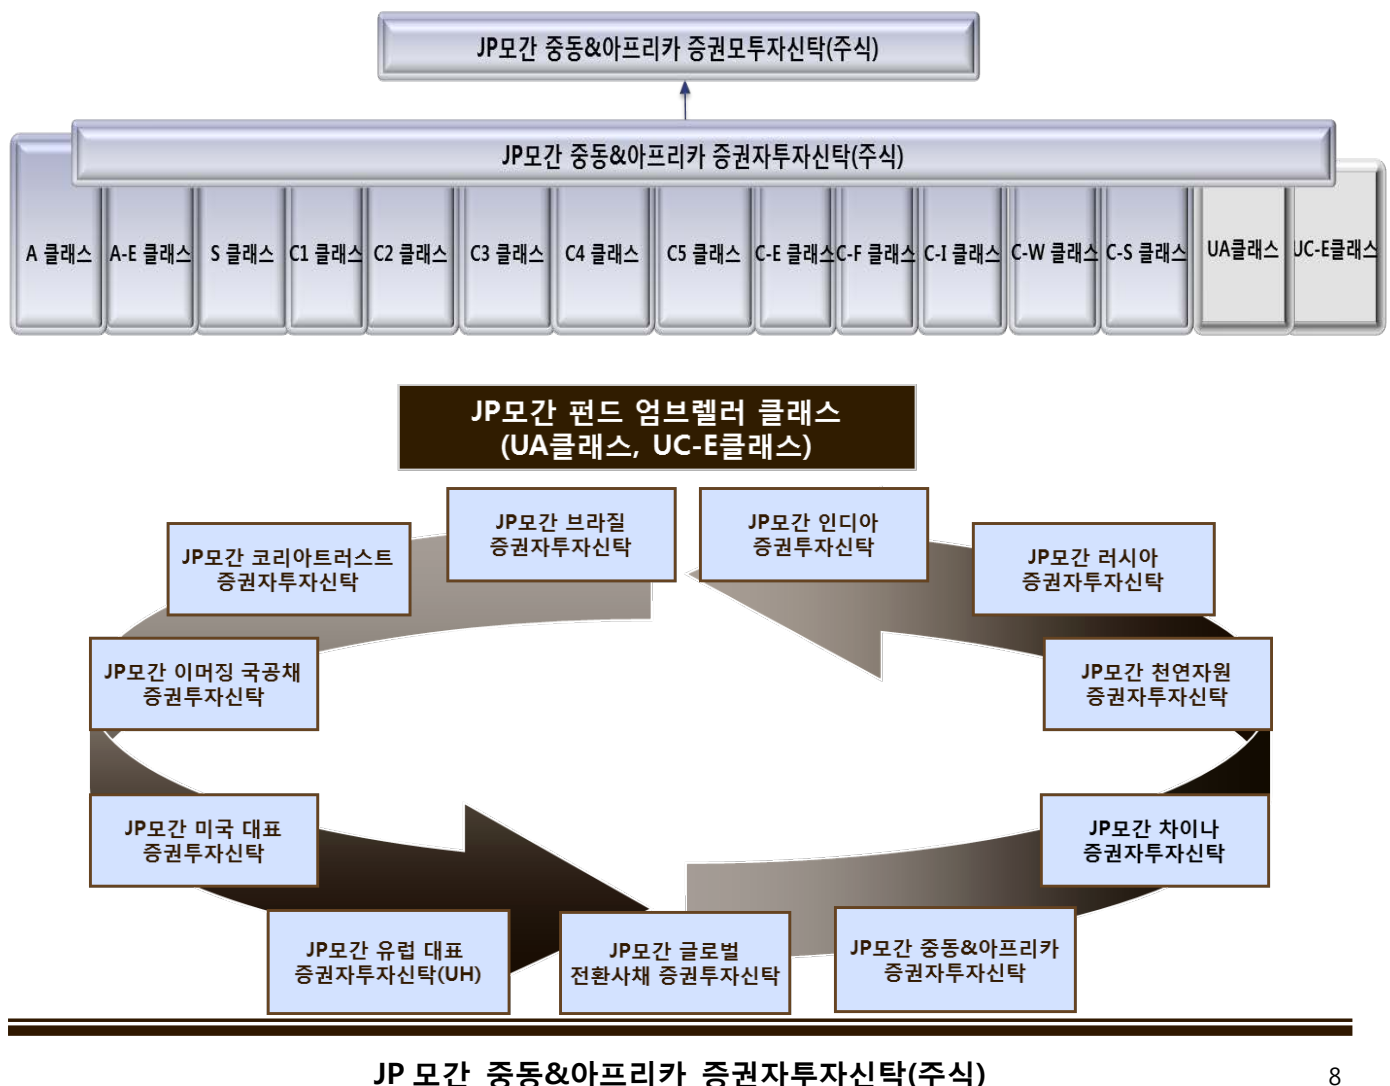 JP모간 중동&아프리카 증권모투자신탁(주식)
JP모간 중동&아프리카 증권자투자신탁(주식)
A 클래스
A-E 클래스
S 클래스
C1 클래스
C2 클래스
C3 클래스
C4 클래스
C5 클래스
C-E 클래스
C-F 클래스
C-I 클래스
C-W 클래스
C-S 클래스
UA클래스
UC-E클래스
JP모간 펀드 엄브렐러 클래스
(UA클래스, UC-E클래스)
JP모간 브라질
증권자투자신탁
JP모간 인디아
증권투자신탁
JP모간 코리아트러스트
증권자투자신탁
JP모간 러시아
증권자투자신탁
JP모간 이머징 국공채
증권투자신탁
JP모간 천연자원
증권자투자신탁
JP모간 미국 대표
증권투자신탁
JP모간 차이나
증권자투자신탁
JP모간 유럽 대표
증권자투자신탁(UH)
JP모간 글로벌
전환사채 증권투자신탁
JP모간 중동&아프리카
증권자투자신탁
JP 모간 중동&아프리카 증권자투자신탁(주식)
8